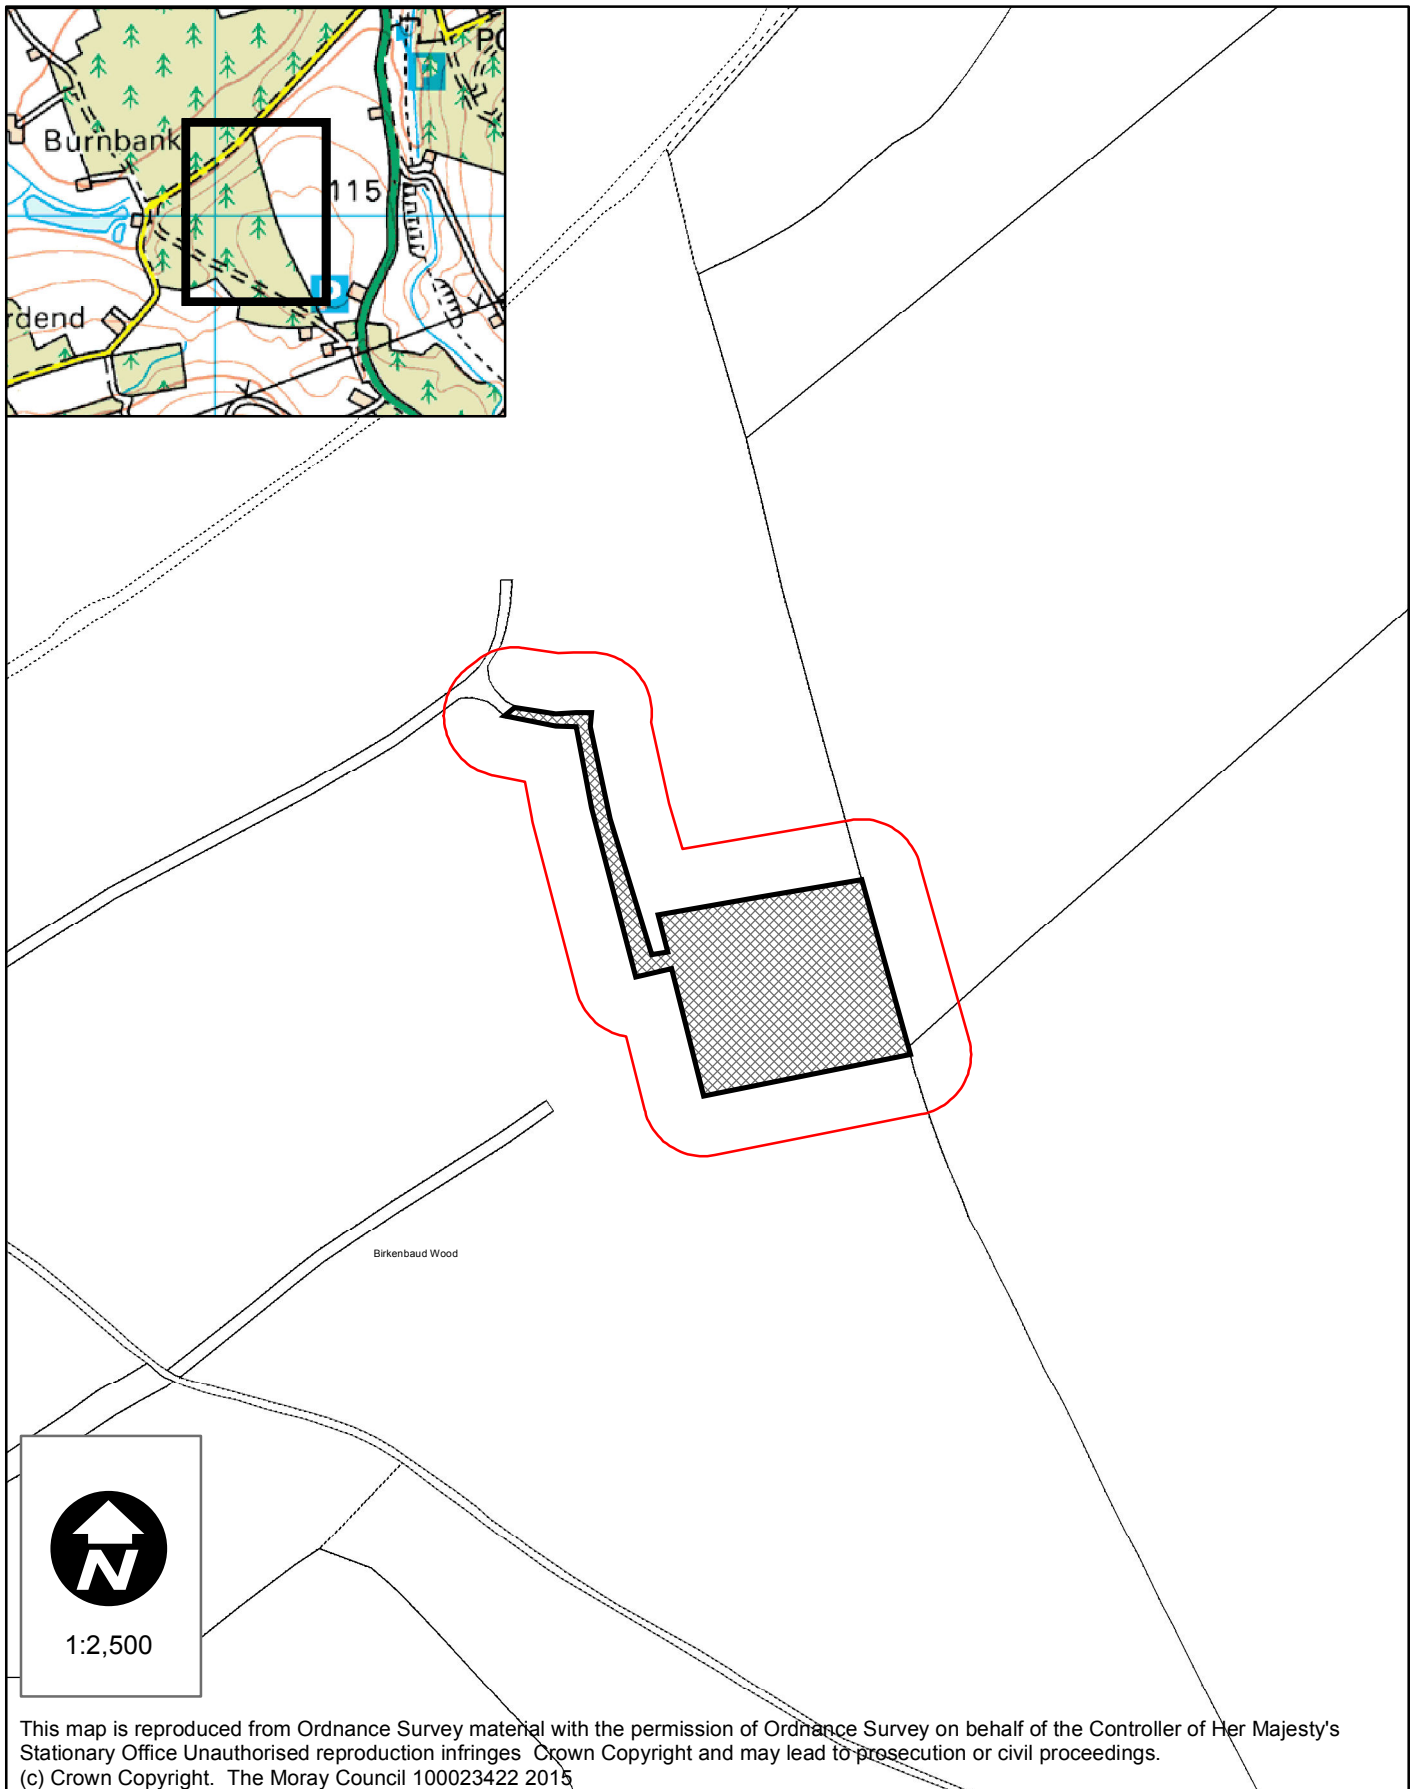 PO
P
Burnbank
115
P
rdend
Birkenbaud Wood
N
1:2,500
This map is reproduced from Ordnance Survey material with the permission of Ordnance Survey on behalf of the Controller of Her Majesty's
Stationary Office Unauthorised reproduction infringes Crown Copyright and may lead to prosecution or civil proceedings.
(c) Crown Copyright. The Moray Council 100023422 2015